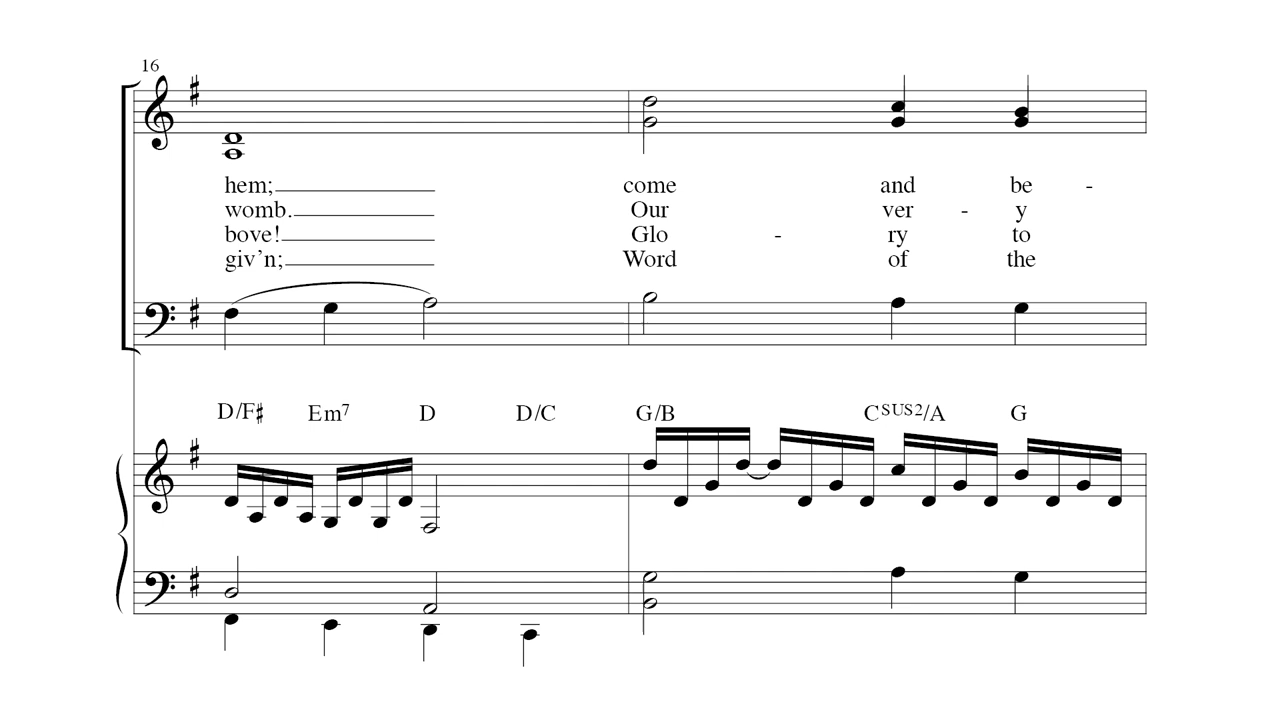 16
hem; come and be -
womb. Our ver - y
bove! Glo - ry to
giv’n; Word of the
D/F♯ Em7 D D/C G/B CSUS2/A G